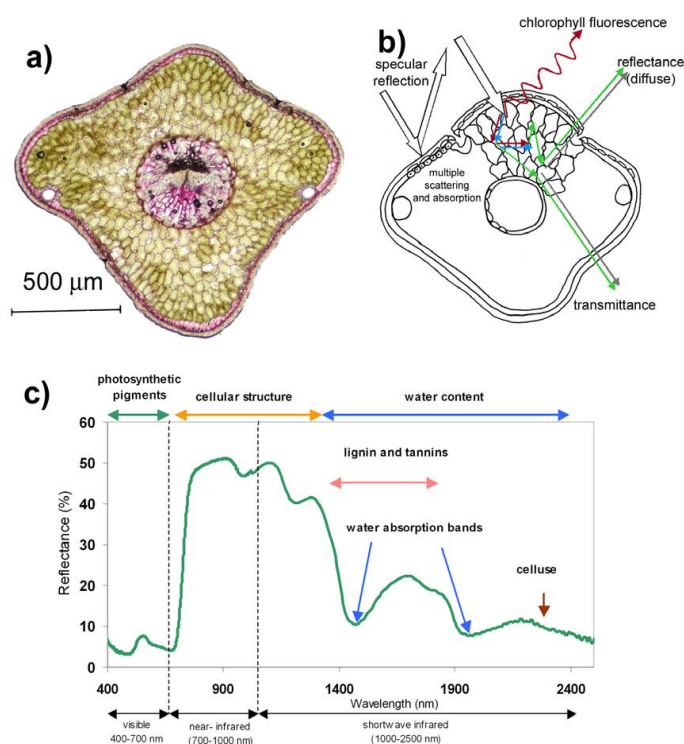 a)
500 µm
b)
chlorophyll fluorescence
specular
reflection
reflectance
(diffuse)
multiple
scattering
and absorption
transmittance
c)
photosynthetic
pigments
cellular structure
water content
60
50
40
30
20
10
0
Reflectance (%)
lignin and tannins
water absorption bands
celluse
400
900
1400
1900
2400
Wavelength (nm)
visible
400-700 nm
near- infrared
(700-1000 nm)
shortwave infrared
(1000-2500 nm)